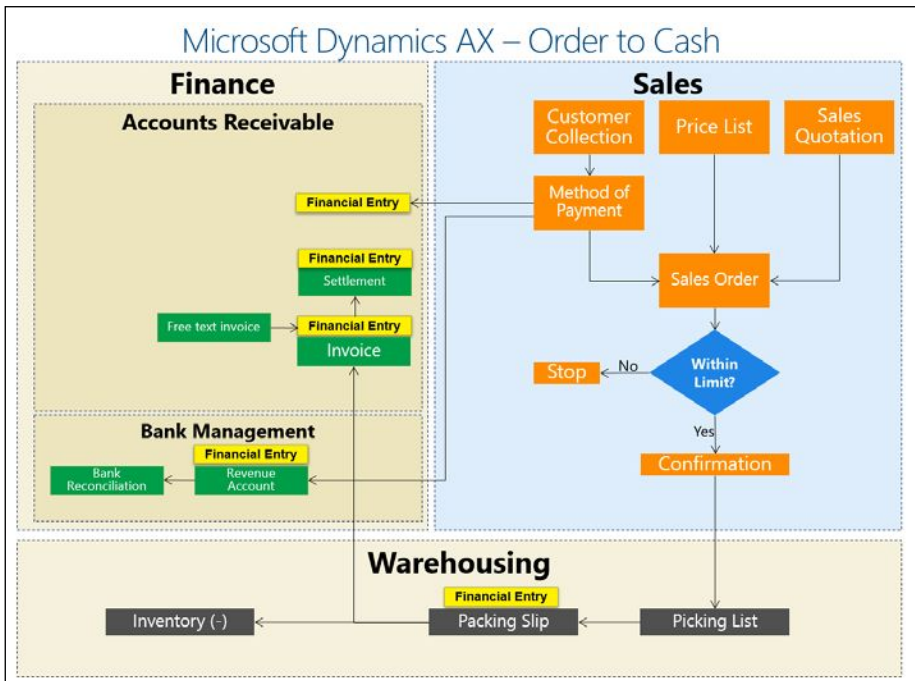 Microsoft Dynamics AX – Order to Cash
Finance
Accounts Receivable
Financial Entry
Financial Entry
Settlement
Free text invoice
Financial Entry
Invoice
Bank Management
Financial Entry
Bank
Reconciliation
Revenue
Account
Sales
Customer
Collection
Price List
Sales
Quotation
Method of
Payment
Sales Order
Within
Limit?
No
Stop
Yes
Confirmation
Warehousing
Financial Entry
Inventory (-)
Packing Slip
Picking List